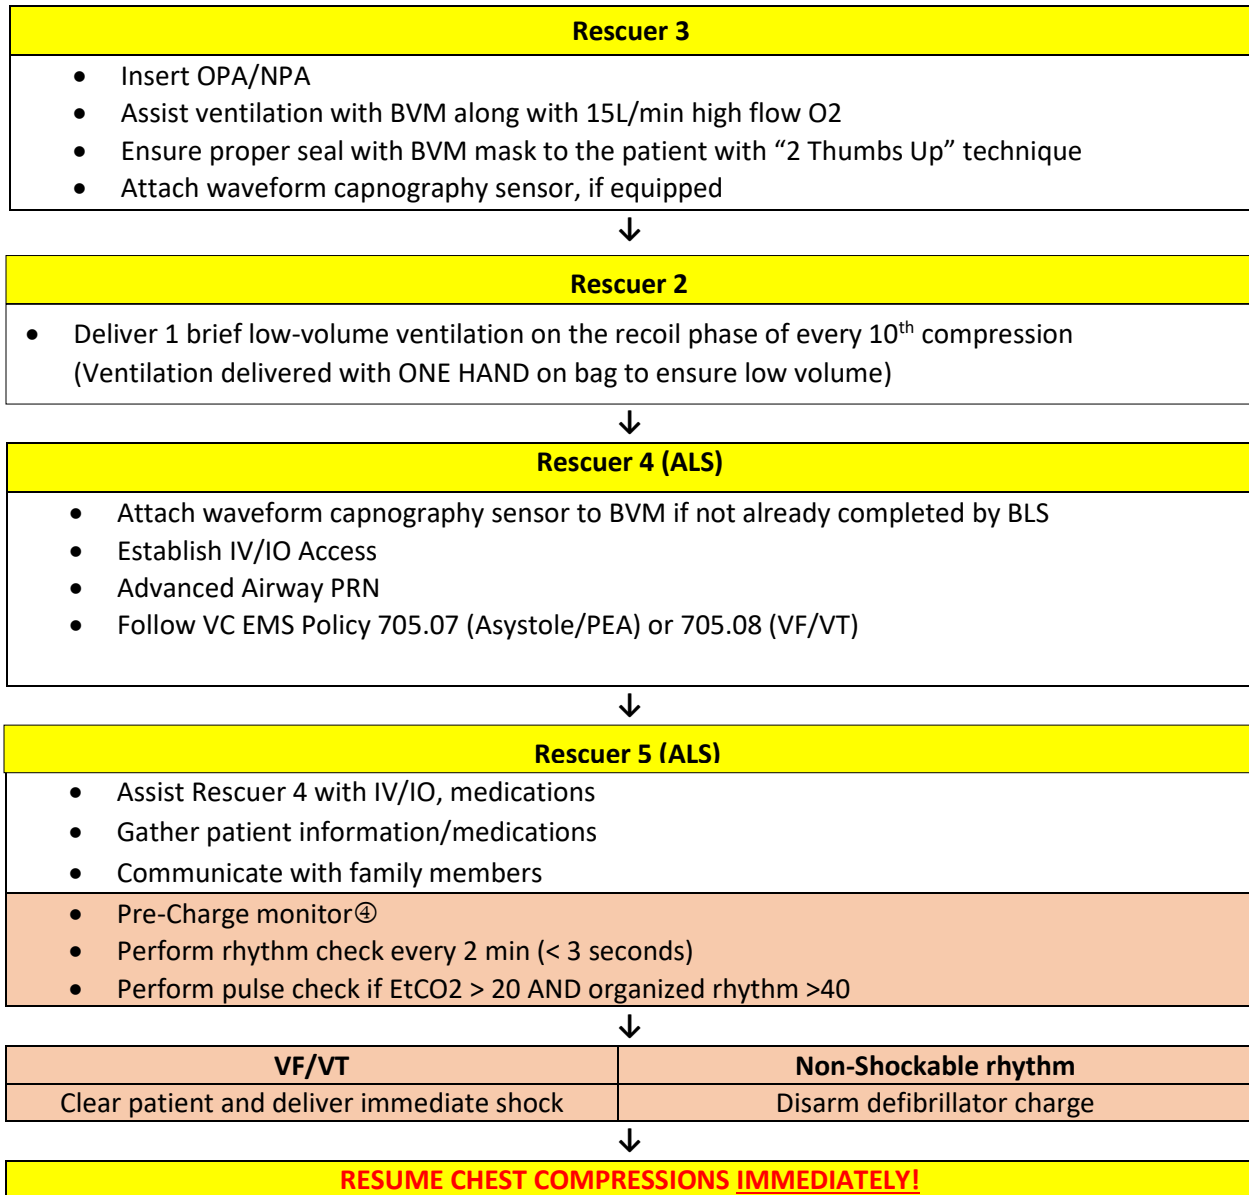 Rescuer 3
• Insert OPA/NPA
• Assist ventilation with BVM along with 15L/min high flow O2
• Ensure proper seal with BVM mask to the patient with “2 Thumbs Up” technique
• Attach waveform capnography sensor, if equipped
↓
Rescuer 2
• Deliver 1 brief low-volume ventilation on the recoil phase of every 10th compression
(Ventilation delivered with ONE HAND on bag to ensure low volume)
↓
Rescuer 4 (ALS)
• Attach waveform capnography sensor to BVM if not already completed by BLS
• Establish IV/IO Access
• Advanced Airway PRN
• Follow VC EMS Policy 705.07 (Asystole/PEA) or 705.08 (VF/VT)
↓
Rescuer 5 (ALS)
• Assist Rescuer 4 with IV/IO, medications
• Gather patient information/medications
• Communicate with family members
• Pre-Charge monitor④
• Perform rhythm check every 2 min (< 3 seconds)
• Perform pulse check if EtCO2 > 20 AND organized rhythm >40
↓
VF/VT
Non-Shockable rhythm
Clear patient and deliver immediate shock
Disarm defibrillator charge
↓
RESUME CHEST COMPRESSIONS IMMEDIATELY!